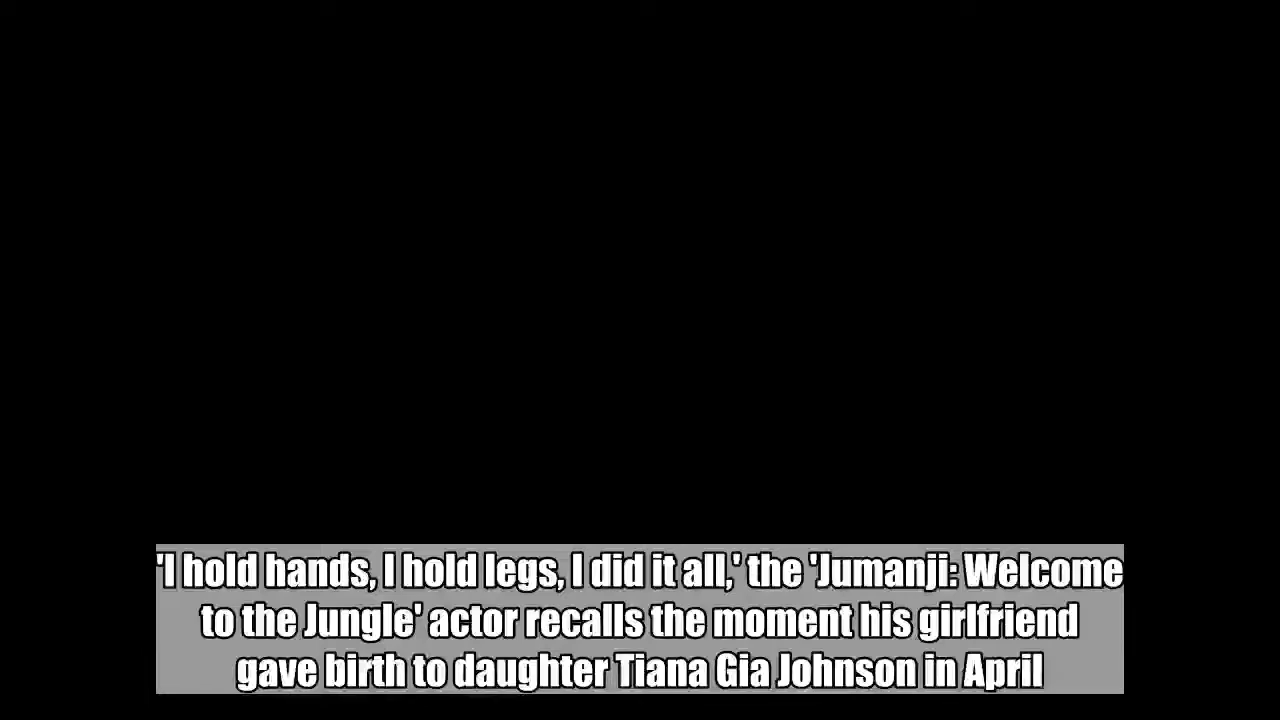 'I hold hands, I hold legs, I did it all,' the 'Jumanji: Welcome
to the Jungle' actor recalls the moment his girlfriend
gave birth to daughter Tiana Gia Johnson in April